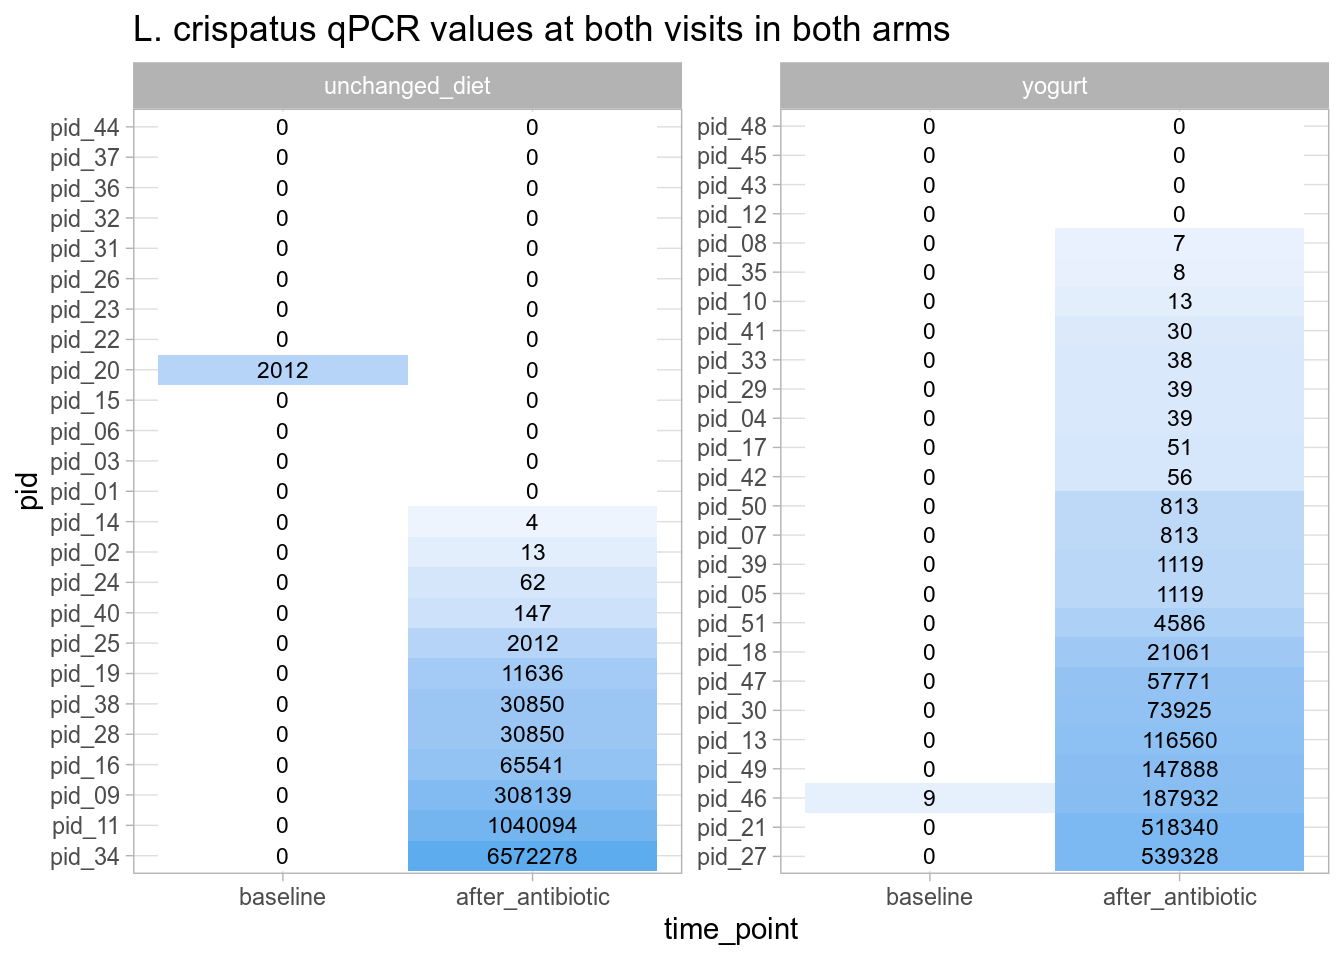 L. crispatus qPCR values at both visits in both arms
unchanged_diet
pid_44 0 0
pid_37 0 0
pid_36 0 0
pid_32 0 0
pid_31 0 0
pid_26 0 0
pid_23 0 0
pid_22 0 0
pid_20 2012 0
pid_15 0 0
pid_06 0 0
pid_03 0 0
pid_01 0 0
pid_14 0 4
pid_02 0 13
pid_24 0 62
pid_40 0 147
pid_25 0 2012
pid_19 0 11636
pid_38 0 30850
pid_28 0 30850
pid_16 0 65541
pid_09 0 308139
pid_11 0 1040094
pid_34 0 6572278
baseline after_antibiotic
yogurt
pid_48 0 0
pid_45 0 0
pid_43 0 0
pid_12 0 0
pid_08 0 7
pid_35 0 8
pid_10 0 13
pid_41 0 30
pid_33 0 38
pid_29 0 39
pid_04 0 39
pid_17 0 51
pid_42 0 56
pid_50 0 813
pid_07 0 813
pid_39 0 1119
pid_05 0 1119
pid_51 0 4586
pid_18 0 21061
pid_47 0 57771
pid_30 0 73925
pid_13 0 116560
pid_49 0 147888
pid_46 9 187932
pid_21 0 518340
pid_27 0 539328
baseline after_antibiotic
pid
time_point